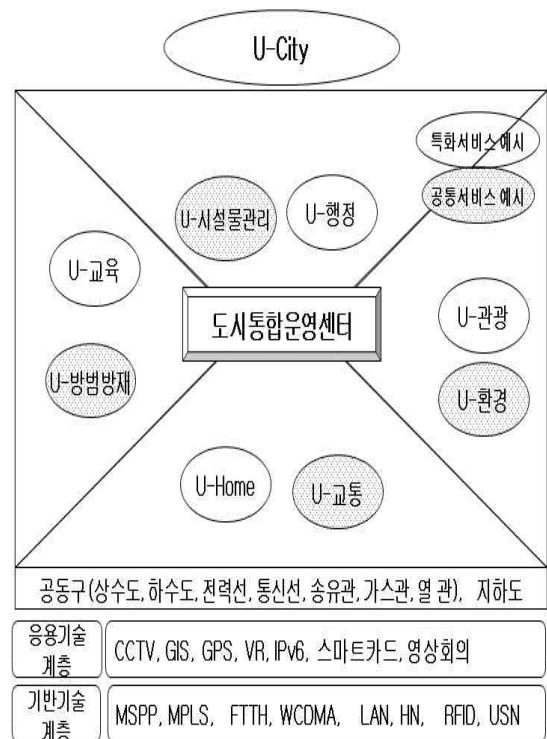 U-City
특화서비스 예시
공통서비스 예시
U-시설물관리
U-행정
U-교육
U-방범방재
도시통합운영센터
U-관광
U-환경
U-Home
U-교통
공동구(상수도, 하수도, 전력선, 통신선, 송유관, 가스관, 열 관), 지하도
응용기술
계층
CCTV, GIS, GPS, VR, IPv6, 스마트카드, 영상회의
기반기술
계층
MSPP, MPLS, FTTH, WCDMA, LAN, HN, RFID, USN